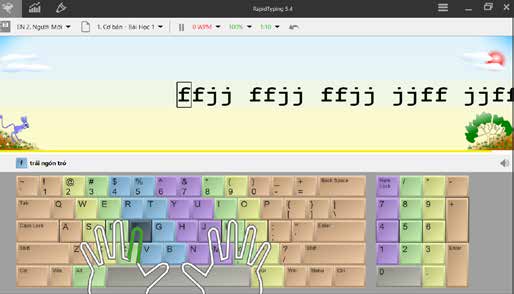 RapidTyping 5.4
EN 2. Người Mới
1. Cơ bản - Bài Học 1
0 WPM
100%
1:10
ffjj ffjj ffjj jjff jjff
f trái ngón trỏ
~ ! @ # $ % ^ & * ( ) _ + Back Space
1 2 3 4 5 6 7 8 9 0 - =
Tab Q W E R T Y U I O P { } |
[ ] \
Caps Lock A S D G H J : " Enter
; '
Shift V B N ? Shift
/
Ctrl Win Alt Win Menu Ctrl
Num Lock / * -
7 8 9 +
4 5 6
1 2 3 Enter
0 .